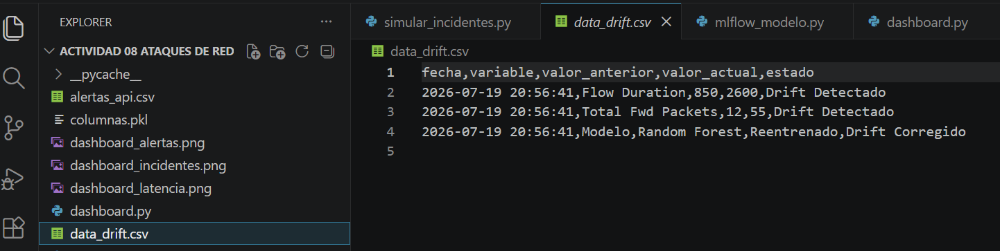 EXPLORER
ACTIVIDAD 08 ATAQUES DE RED
__pycache__
alertas_api.csv
columnas.pkl
dashboard_alertas.png
dashboard_incidentes.png
dashboard_latencia.png
dashboard.py
data_drift.csv
simular_incidentes.py
data_drift.csv
mlflow_modelo.py
dashboard.py
data_drift.csv
1 fecha,variable,valor_anterior,valor_actual,estado
2 2026-07-19 20:56:41,Flow Duration,850,2600,Drift Detectado
3 2026-07-19 20:56:41,Total Fwd Packets,12,55,Drift Detectado
4 2026-07-19 20:56:41,Modelo,Random Forest,Reentrenado,Drift Corregido
5